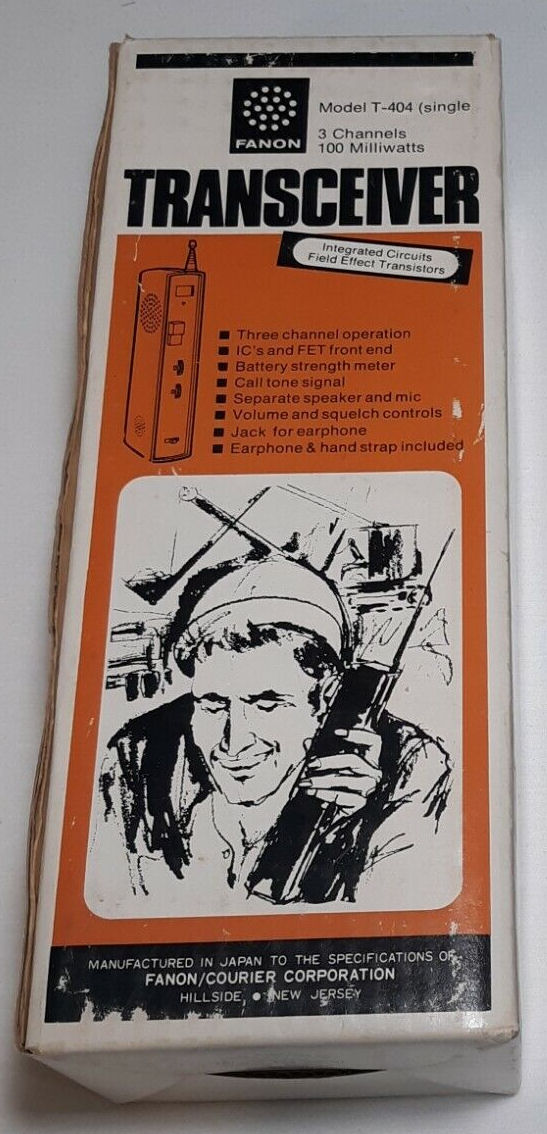 FANON
Model T-404 (single
3 Channels
100 Milliwatts
TRANSCEIVER
Integrated Circuits
Field Effect Transistors
■ Three channel operation
■ IC's and FET front end
■ Battery strength meter
■ Call tone signal
■ Separate speaker and mic
■ Volume and squelch controls
■ Jack for earphone
■ Earphone & hand strap included
MANUFACTURED IN JAPAN TO THE SPECIFICATIONS OF
FANON/COURIER CORPORATION
HILLSIDE, ● NEW JERSEY